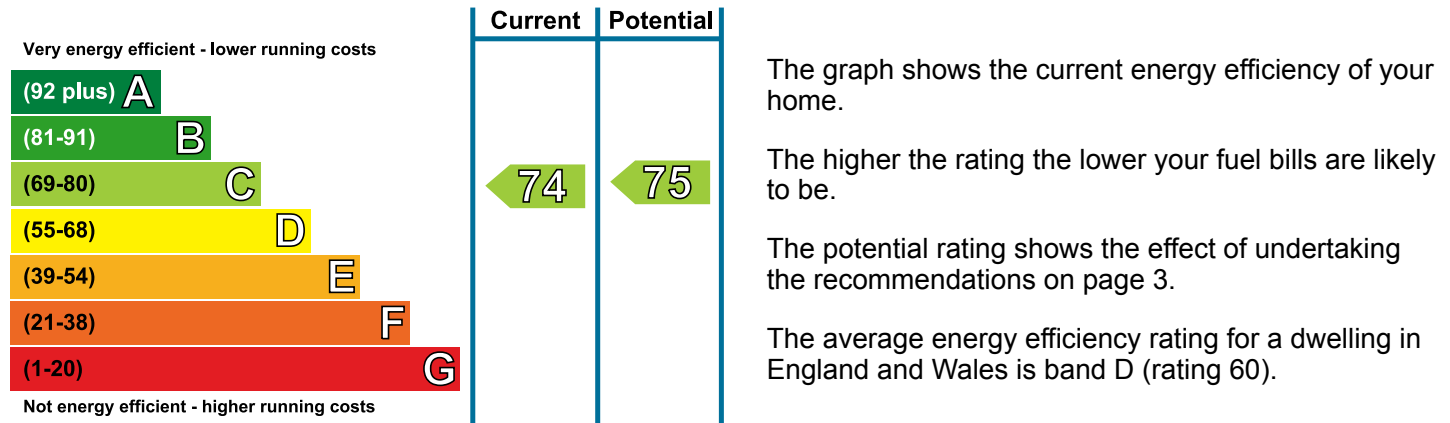 Current Potential
Very energy efficient - lower running costs
(92 plus) A
(81-91) B
(69-80) C
(55-68) D
(39-54) E
(21-38) F
(1-20) G
Not energy efficient - higher running costs
74 75
The graph shows the current energy efficiency of your
home.
The higher the rating the lower your fuel bills are likely
to be.
The potential rating shows the effect of undertaking
the recommendations on page 3.
The average energy efficiency rating for a dwelling in
England and Wales is band D (rating 60).